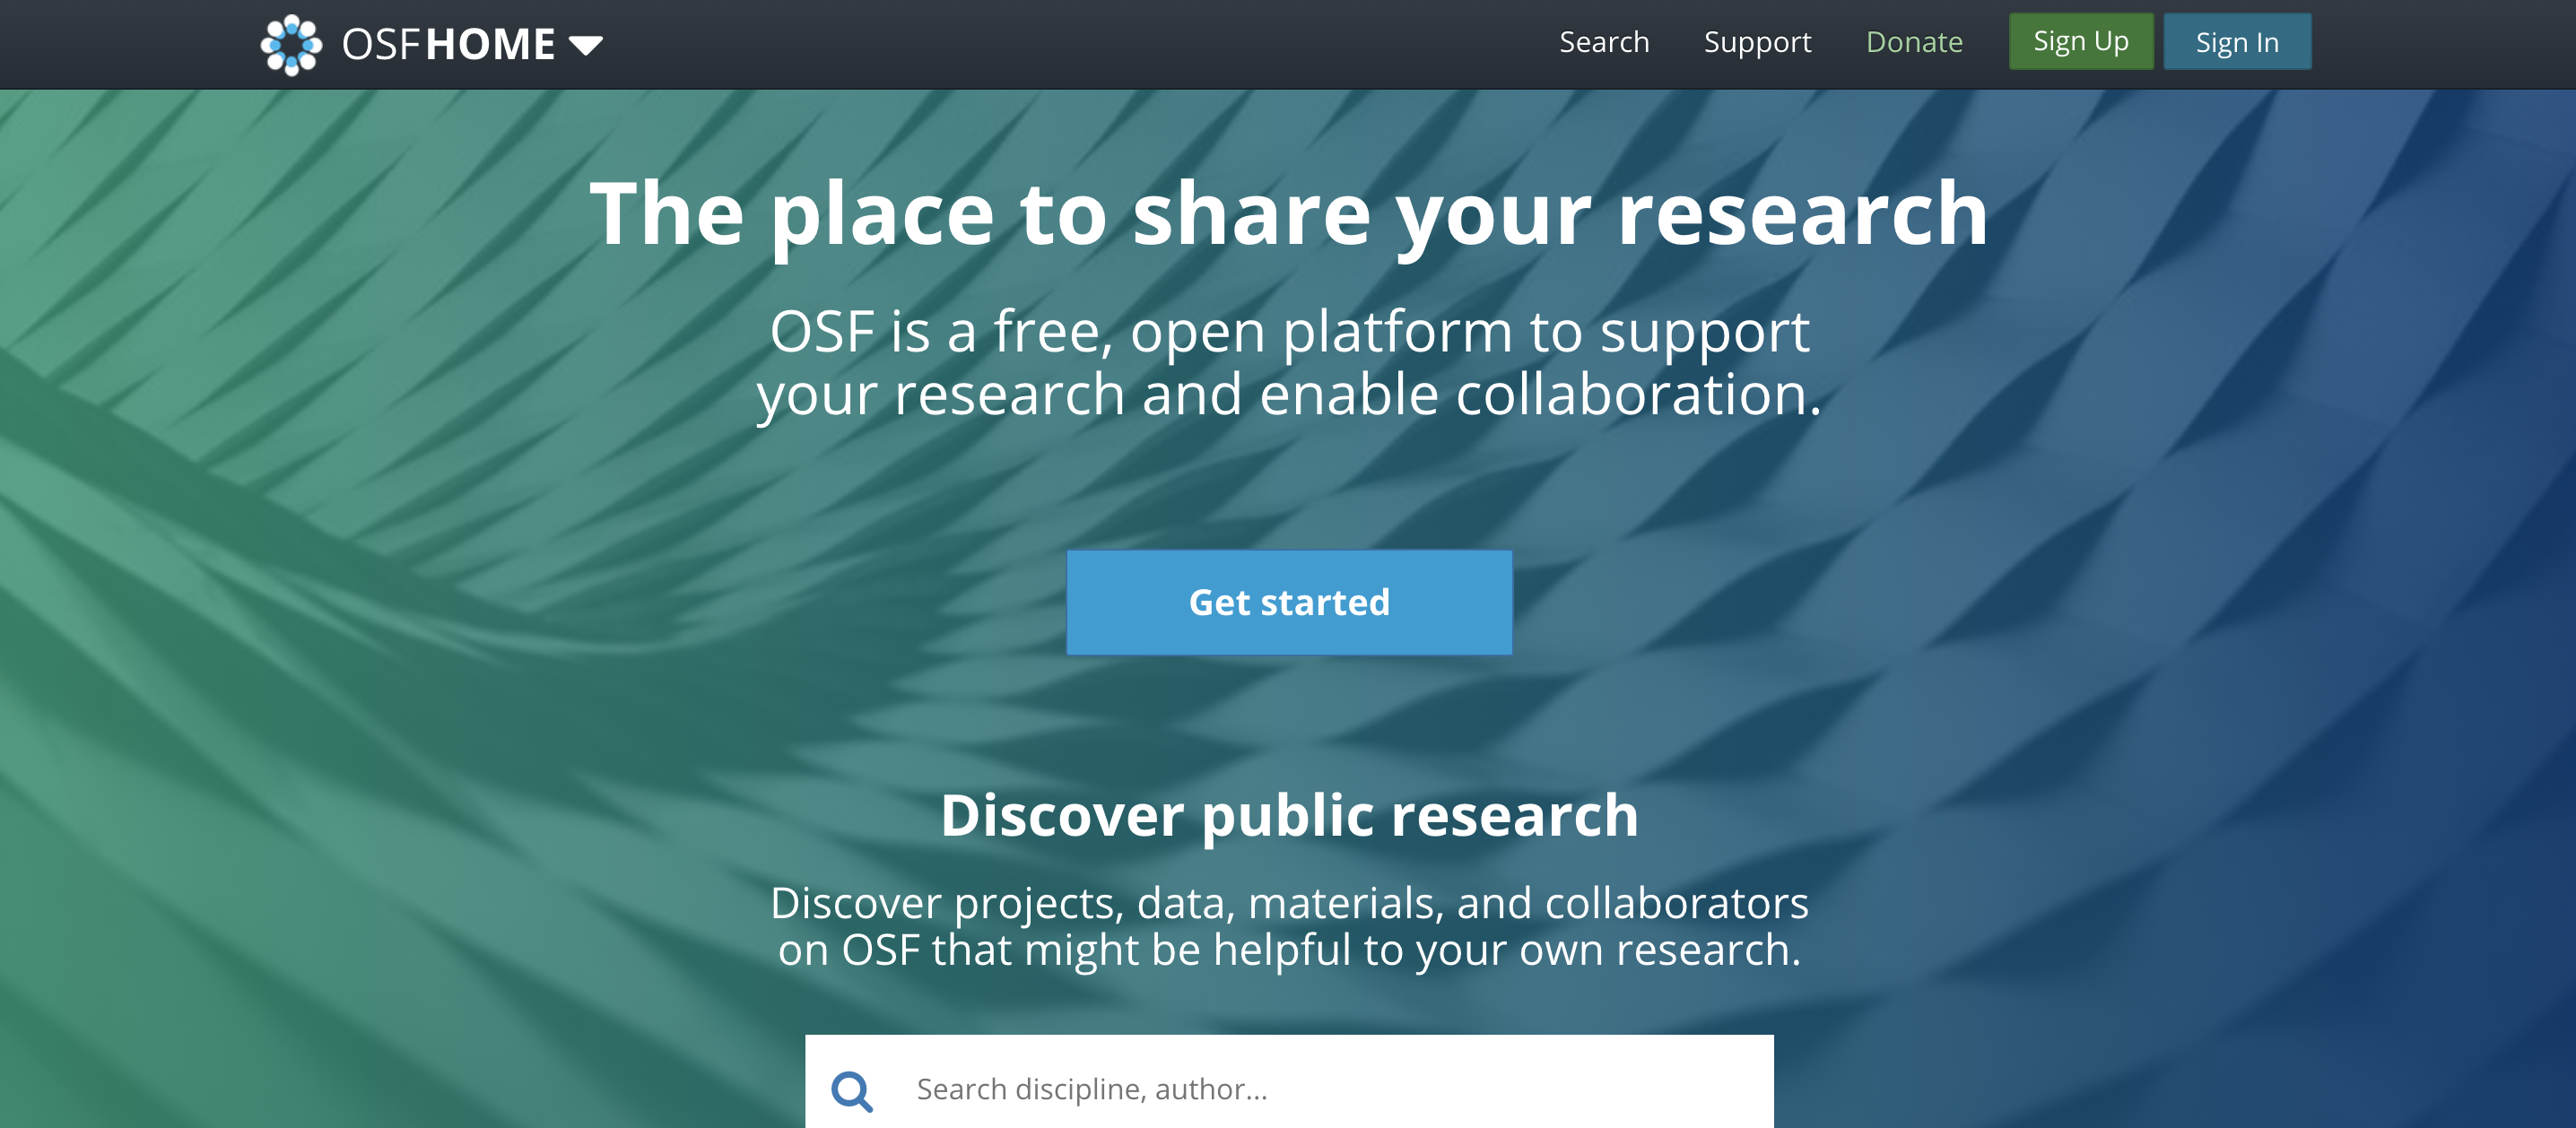 OSFHOME
Search Support Donate Sign Up Sign In
The place to share your research
OSF is a free, open platform to support
your research and enable collaboration.
Get started
Discover public research
Discover projects, data, materials, and collaborators
on OSF that might be helpful to your own research.
Search discipline, author...